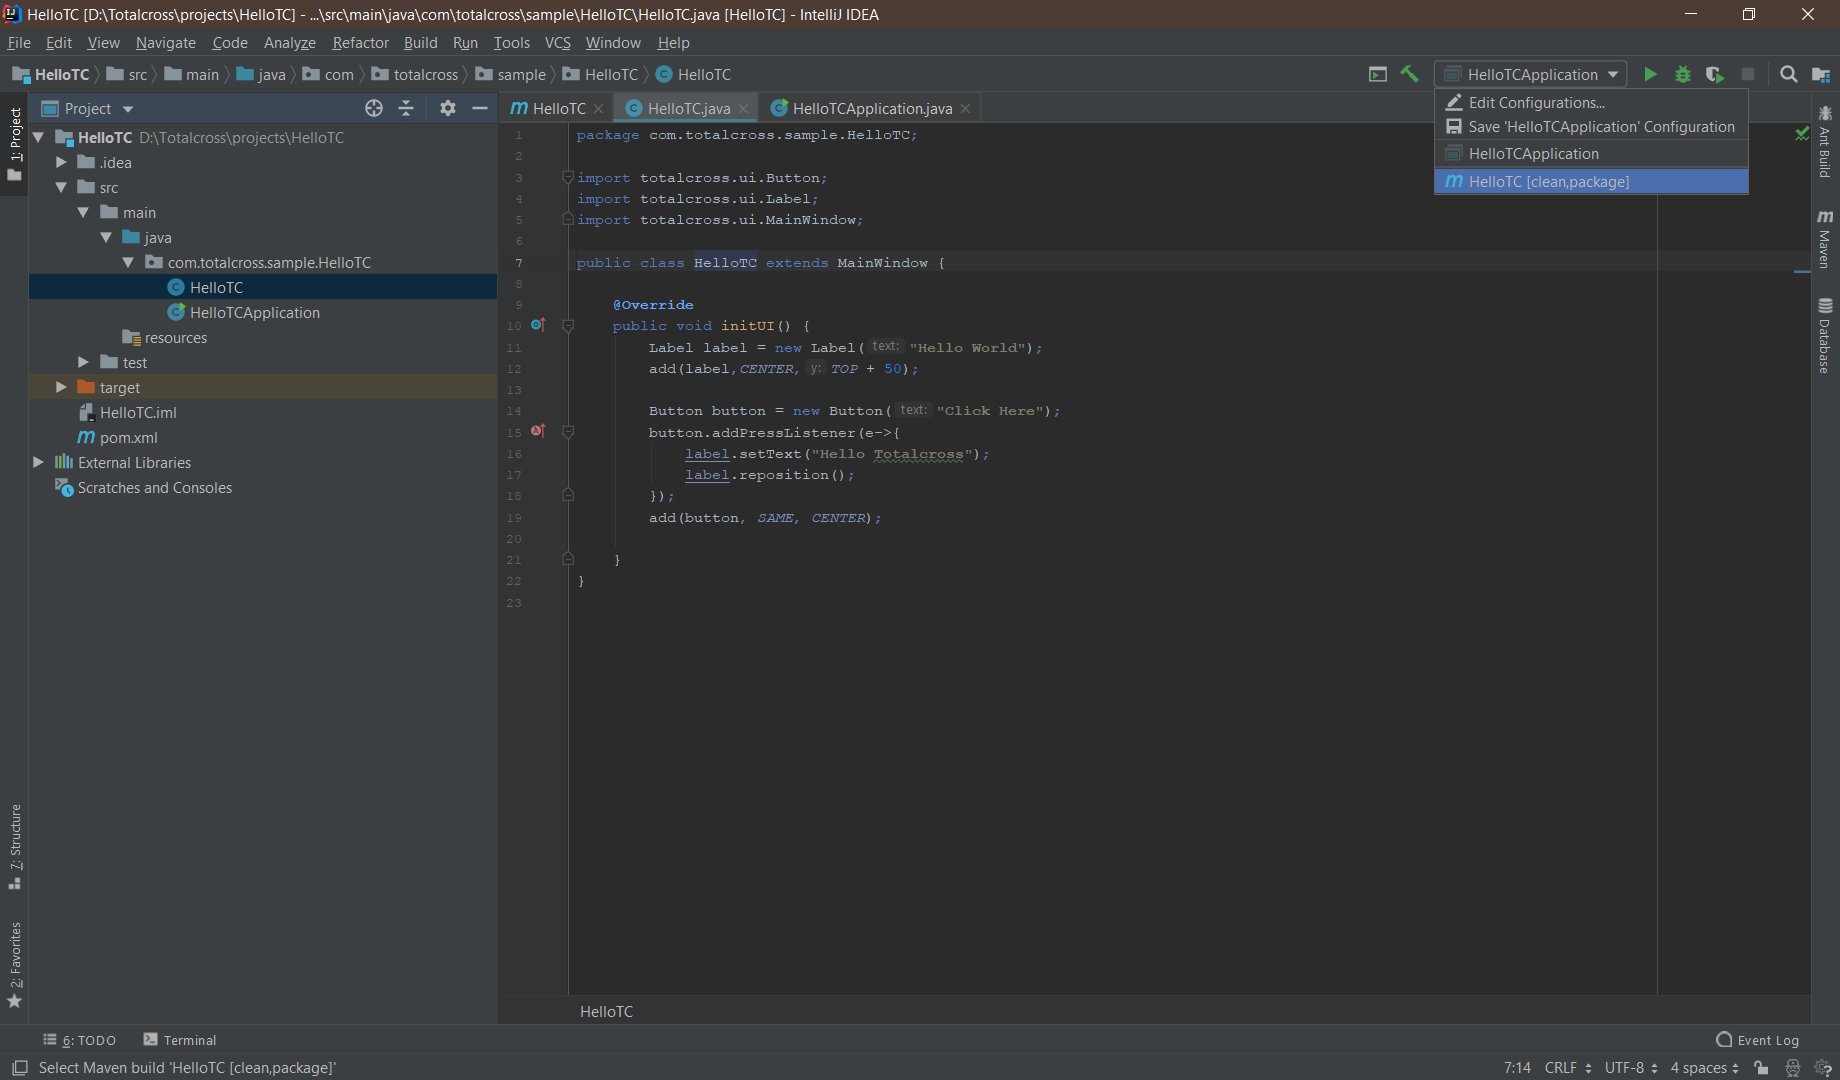 HelloTC [D:\Totalcross\projects\HelloTC] - ...\src\main\java\com\totalcross\sample\HelloTC\HelloTC.java [HelloTC] - IntelliJ IDEA
File Edit View Navigate Code Analyze Refactor Build Run Tools VCS Window Help
HelloTC src main java com totalcross sample HelloTC HelloTC
HelloTCApplication
Edit Configurations...
Save 'HelloTCApplication' Configuration
HelloTCApplication
HelloTC [clean,package]
1: Project
7: Structure
2: Favorites
Project
HelloTC D:\Totalcross\projects\HelloTC
.idea
src
main
java
com.totalcross.sample.HelloTC
HelloTC
HelloTCApplication
resources
test
target
HelloTC.iml
pom.xml
External Libraries
Scratches and Consoles
HelloTC HelloTC.java HelloTCApplication.java
1 package com.totalcross.sample.HelloTC;
2
3 import totalcross.ui.Button;
4 import totalcross.ui.Label;
5 import totalcross.ui.MainWindow;
6
7 public class HelloTC extends MainWindow {
8
9 @Override
10 public void initUI() {
11 Label label = new Label( text: "Hello World");
12 add(label,CENTER, y: TOP + 50);
13
14 Button button = new Button( text: "Click Here");
15 button.addPressListener(e->{
16 label.setText("Hello Totalcross");
17 label.reposition();
18 });
19 add(button, SAME, CENTER);
20
21 }
22 }
23
HelloTC
Ant Build
Maven
Database
6: TODO Terminal Event Log
Select Maven build 'HelloTC [clean,package]' 7:14 CRLF UTF-8 4 spaces